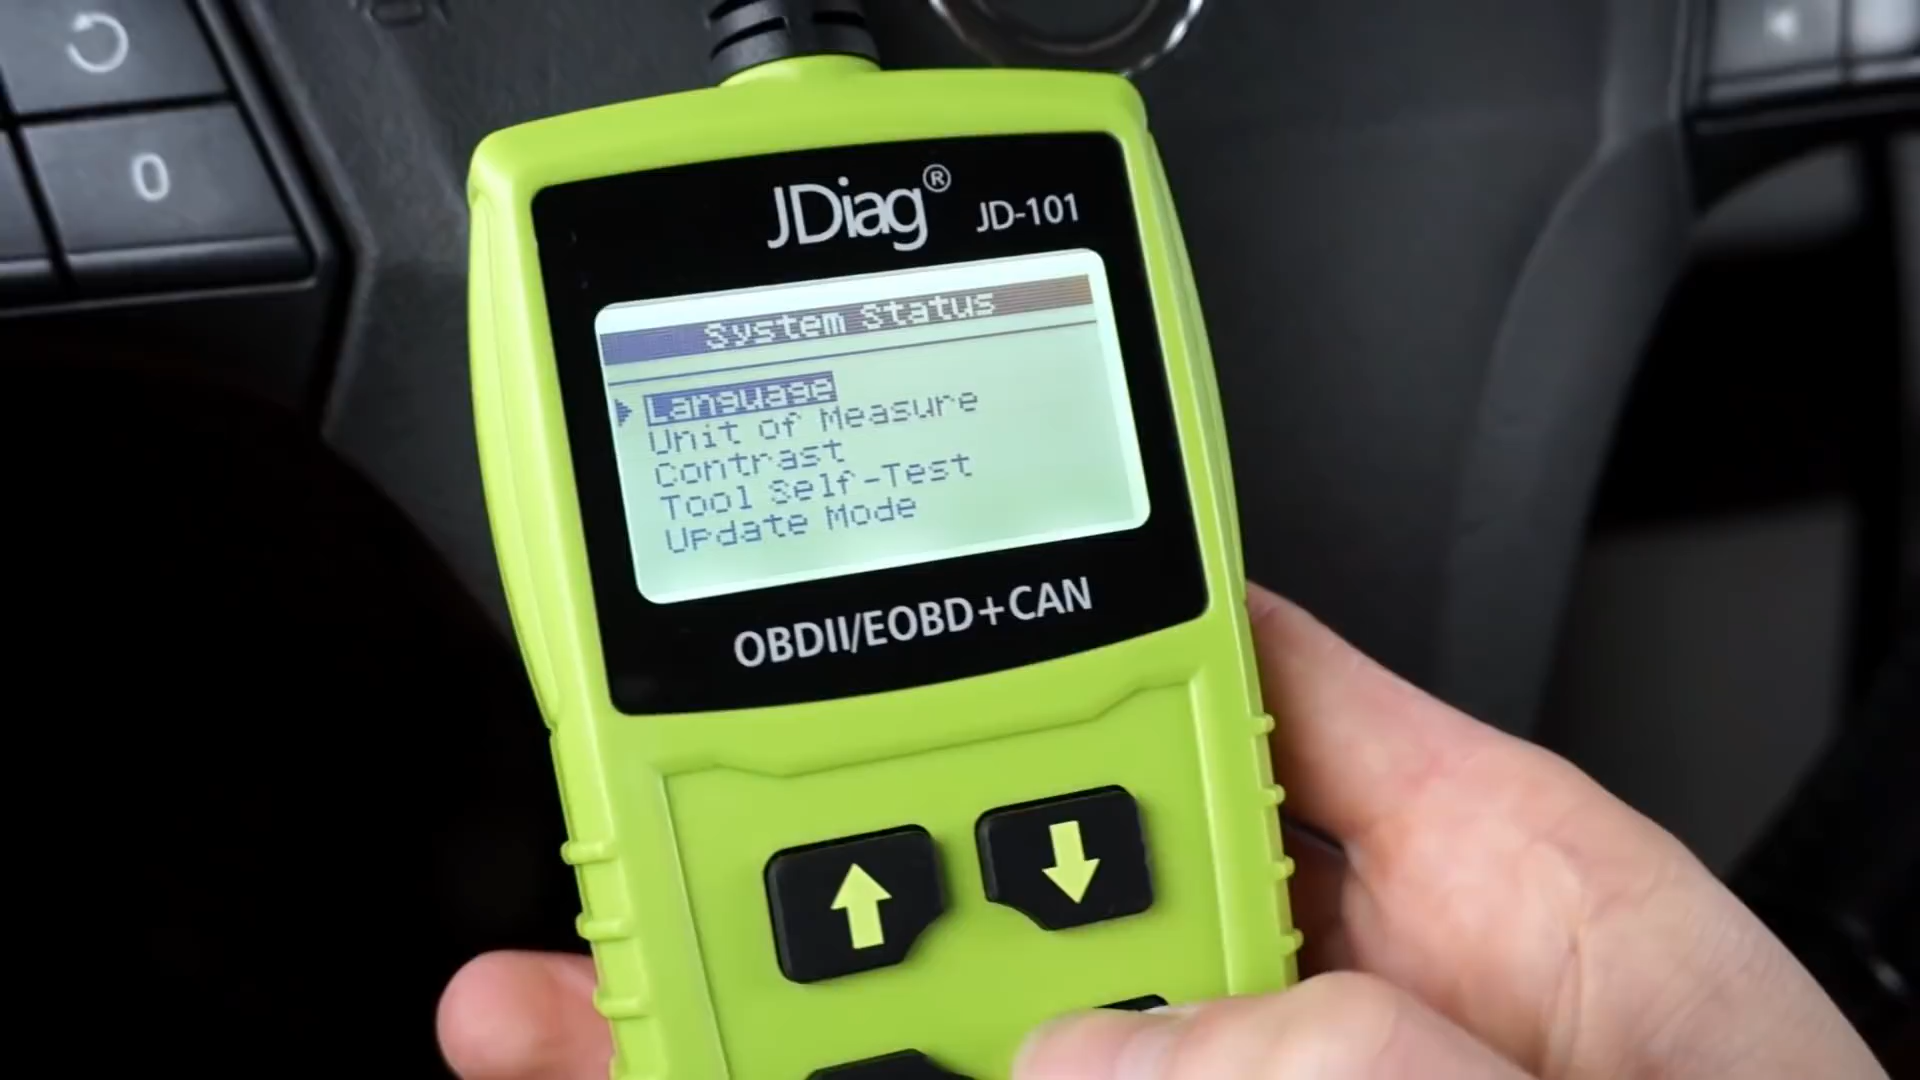 0
JDiag® JD-101
System Status
Language
Unit Of Measure
Contrast
Tool Self-Test
Update Mode
OBDII/EOBD+CAN